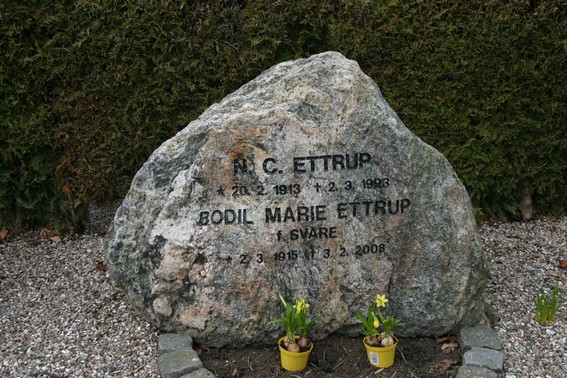 N. C. ETTRUP
* 20. 2. 1913 † 2. 3. 1993
BODIL MARIE ETTRUP
f. SVARE
* 2. 3. 1915 † 3. 2. 2008